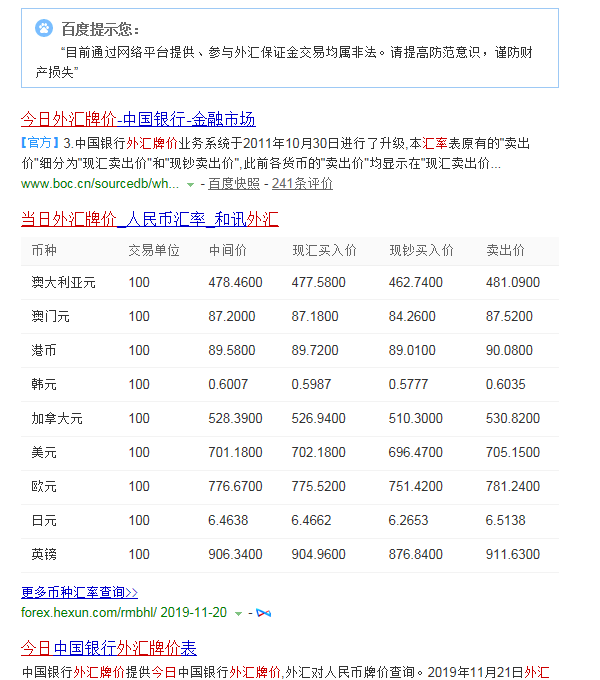 百度提示您：
“目前通过网络平台提供、参与外汇保证金交易均属非法。请提高防范意识，谨防财
产损失”
今日外汇牌价-中国银行-金融市场
【官方】3.中国银行外汇牌价业务系统于2011年10月30日进行了升级,本汇率表原有的"卖出
价"细分为"现汇卖出价"和"现钞卖出价",此前各货币的"卖出价"均显示在"现汇卖出价...
www.boc.cn/sourcedb/wh... - 百度快照 - 241条评价
当日外汇牌价_人民币汇率_和讯外汇
币种 交易单位 中间价 现汇买入价 现钞买入价 卖出价
澳大利亚元 100 478.4600 477.5800 462.7400 481.0900
澳门元 100 87.2000 87.1800 84.2600 87.5200
港币 100 89.5800 89.7200 89.0100 90.0800
韩元 100 0.6007 0.5987 0.5777 0.6035
加拿大元 100 528.3900 526.9400 510.3000 530.8200
美元 100 701.1800 702.1800 696.4700 705.1500
欧元 100 776.6700 775.5200 751.4200 781.2400
日元 100 6.4638 6.4662 6.2653 6.5138
英镑 100 906.3400 904.9600 876.8400 911.6300
更多币种汇率查询>>
forex.hexun.com/rmbhl/ 2019-11-20 -
今日中国银行外汇牌价表
中国银行外汇牌价提供今日中国银行外汇牌价,外汇对人民币牌价查询。2019年11月21日外汇